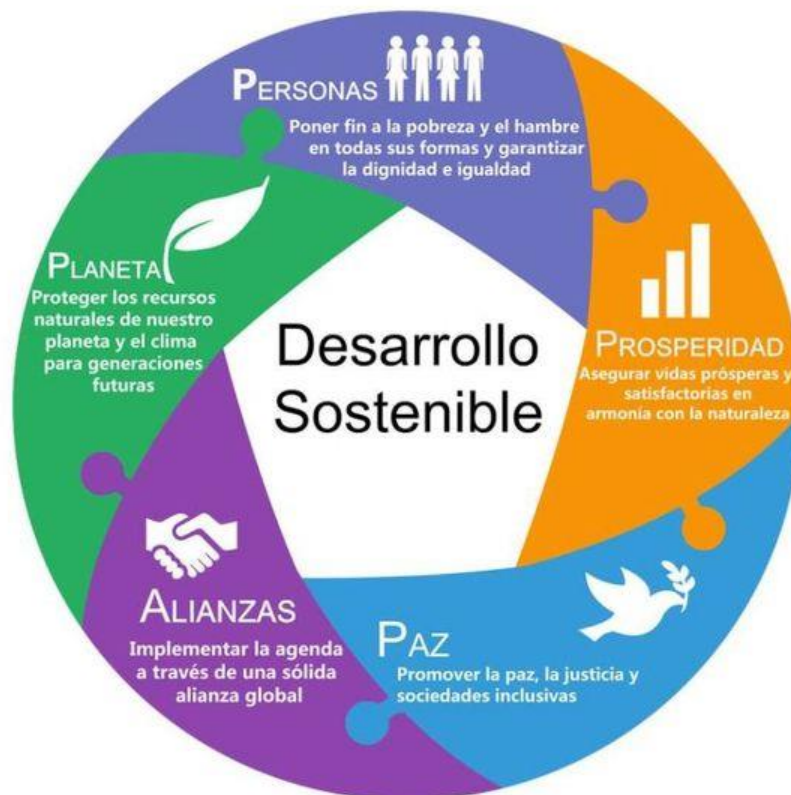 PERSONAS
Poner fin a la pobreza y el hambre
en todas sus formas y garantizar
la dignidad e igualdad
PROSPERIDAD
Asegurar vidas prósperas y
satisfactorias en
armonía con la naturaleza
PAZ
Promover la paz, la justicia y
sociedades inclusivas
ALIANZAS
Implementar la agenda
a través de una sólida
alianza global
PLANETA
Proteger los recursos
naturales de nuestro
planeta y el clima
para generaciones
futuras
Desarrollo
Sostenible